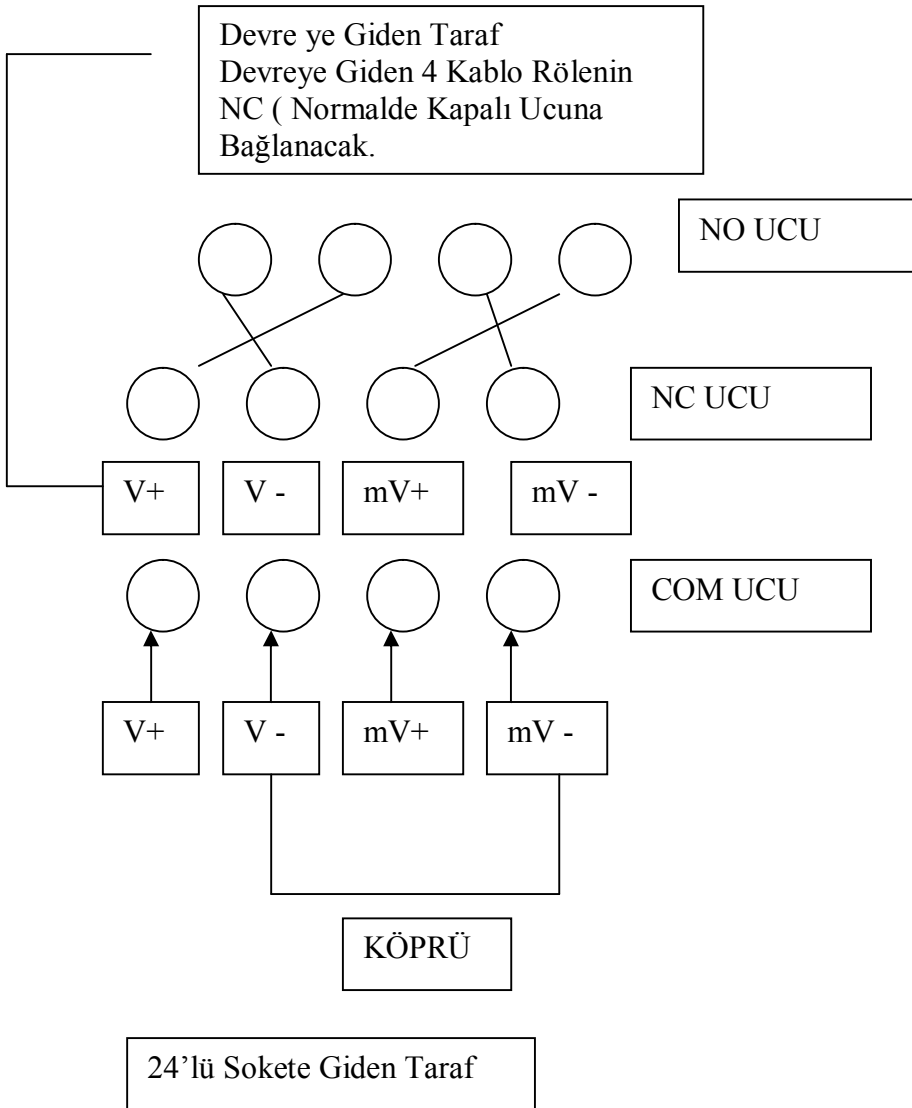 Devre ye Giden Taraf
Devreye Giden 4 Kablo Rölenin
NC ( Normalde Kapalı Ucuna
Bağlanacak.
NO UCU
NC UCU
V+
V -
mV+
mV -
COM UCU
V+
V -
mV+
mV -
KÖPRÜ
24’lü Sokete Giden Taraf